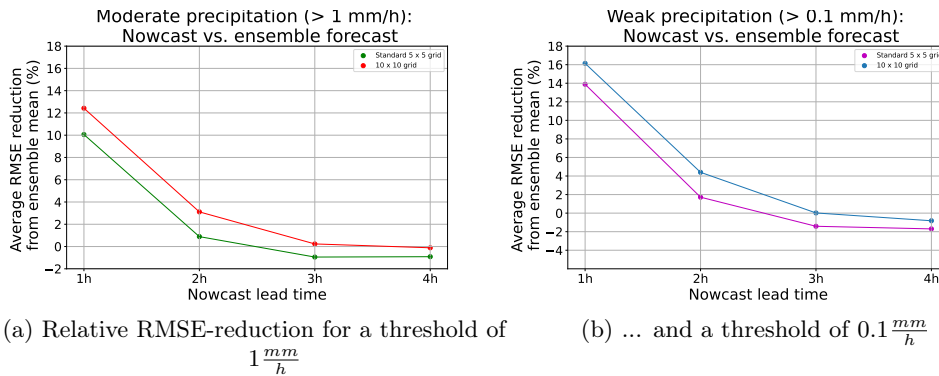 Moderate precipitation (> 1 mm/h):
Nowcast vs. ensemble forecast
Average RMSE reduction
from ensemble mean (%)
18
16
14
12
10
8
6
4
2
0
−2
Standard 5 x 5 grid
10 x 10 grid
1h 2h 3h 4h
Nowcast lead time
(a) Relative RMSE-reduction for a threshold of
1 mm/h
Weak precipitation (> 0.1 mm/h):
Nowcast vs. ensemble forecast
Average RMSE reduction
from ensemble mean (%)
18
16
14
12
10
8
6
4
2
0
−2
−4
Standard 5 x 5 grid
10 x 10 grid
1h 2h 3h 4h
Nowcast lead time
(b) ... and a threshold of 0.1 mm/h